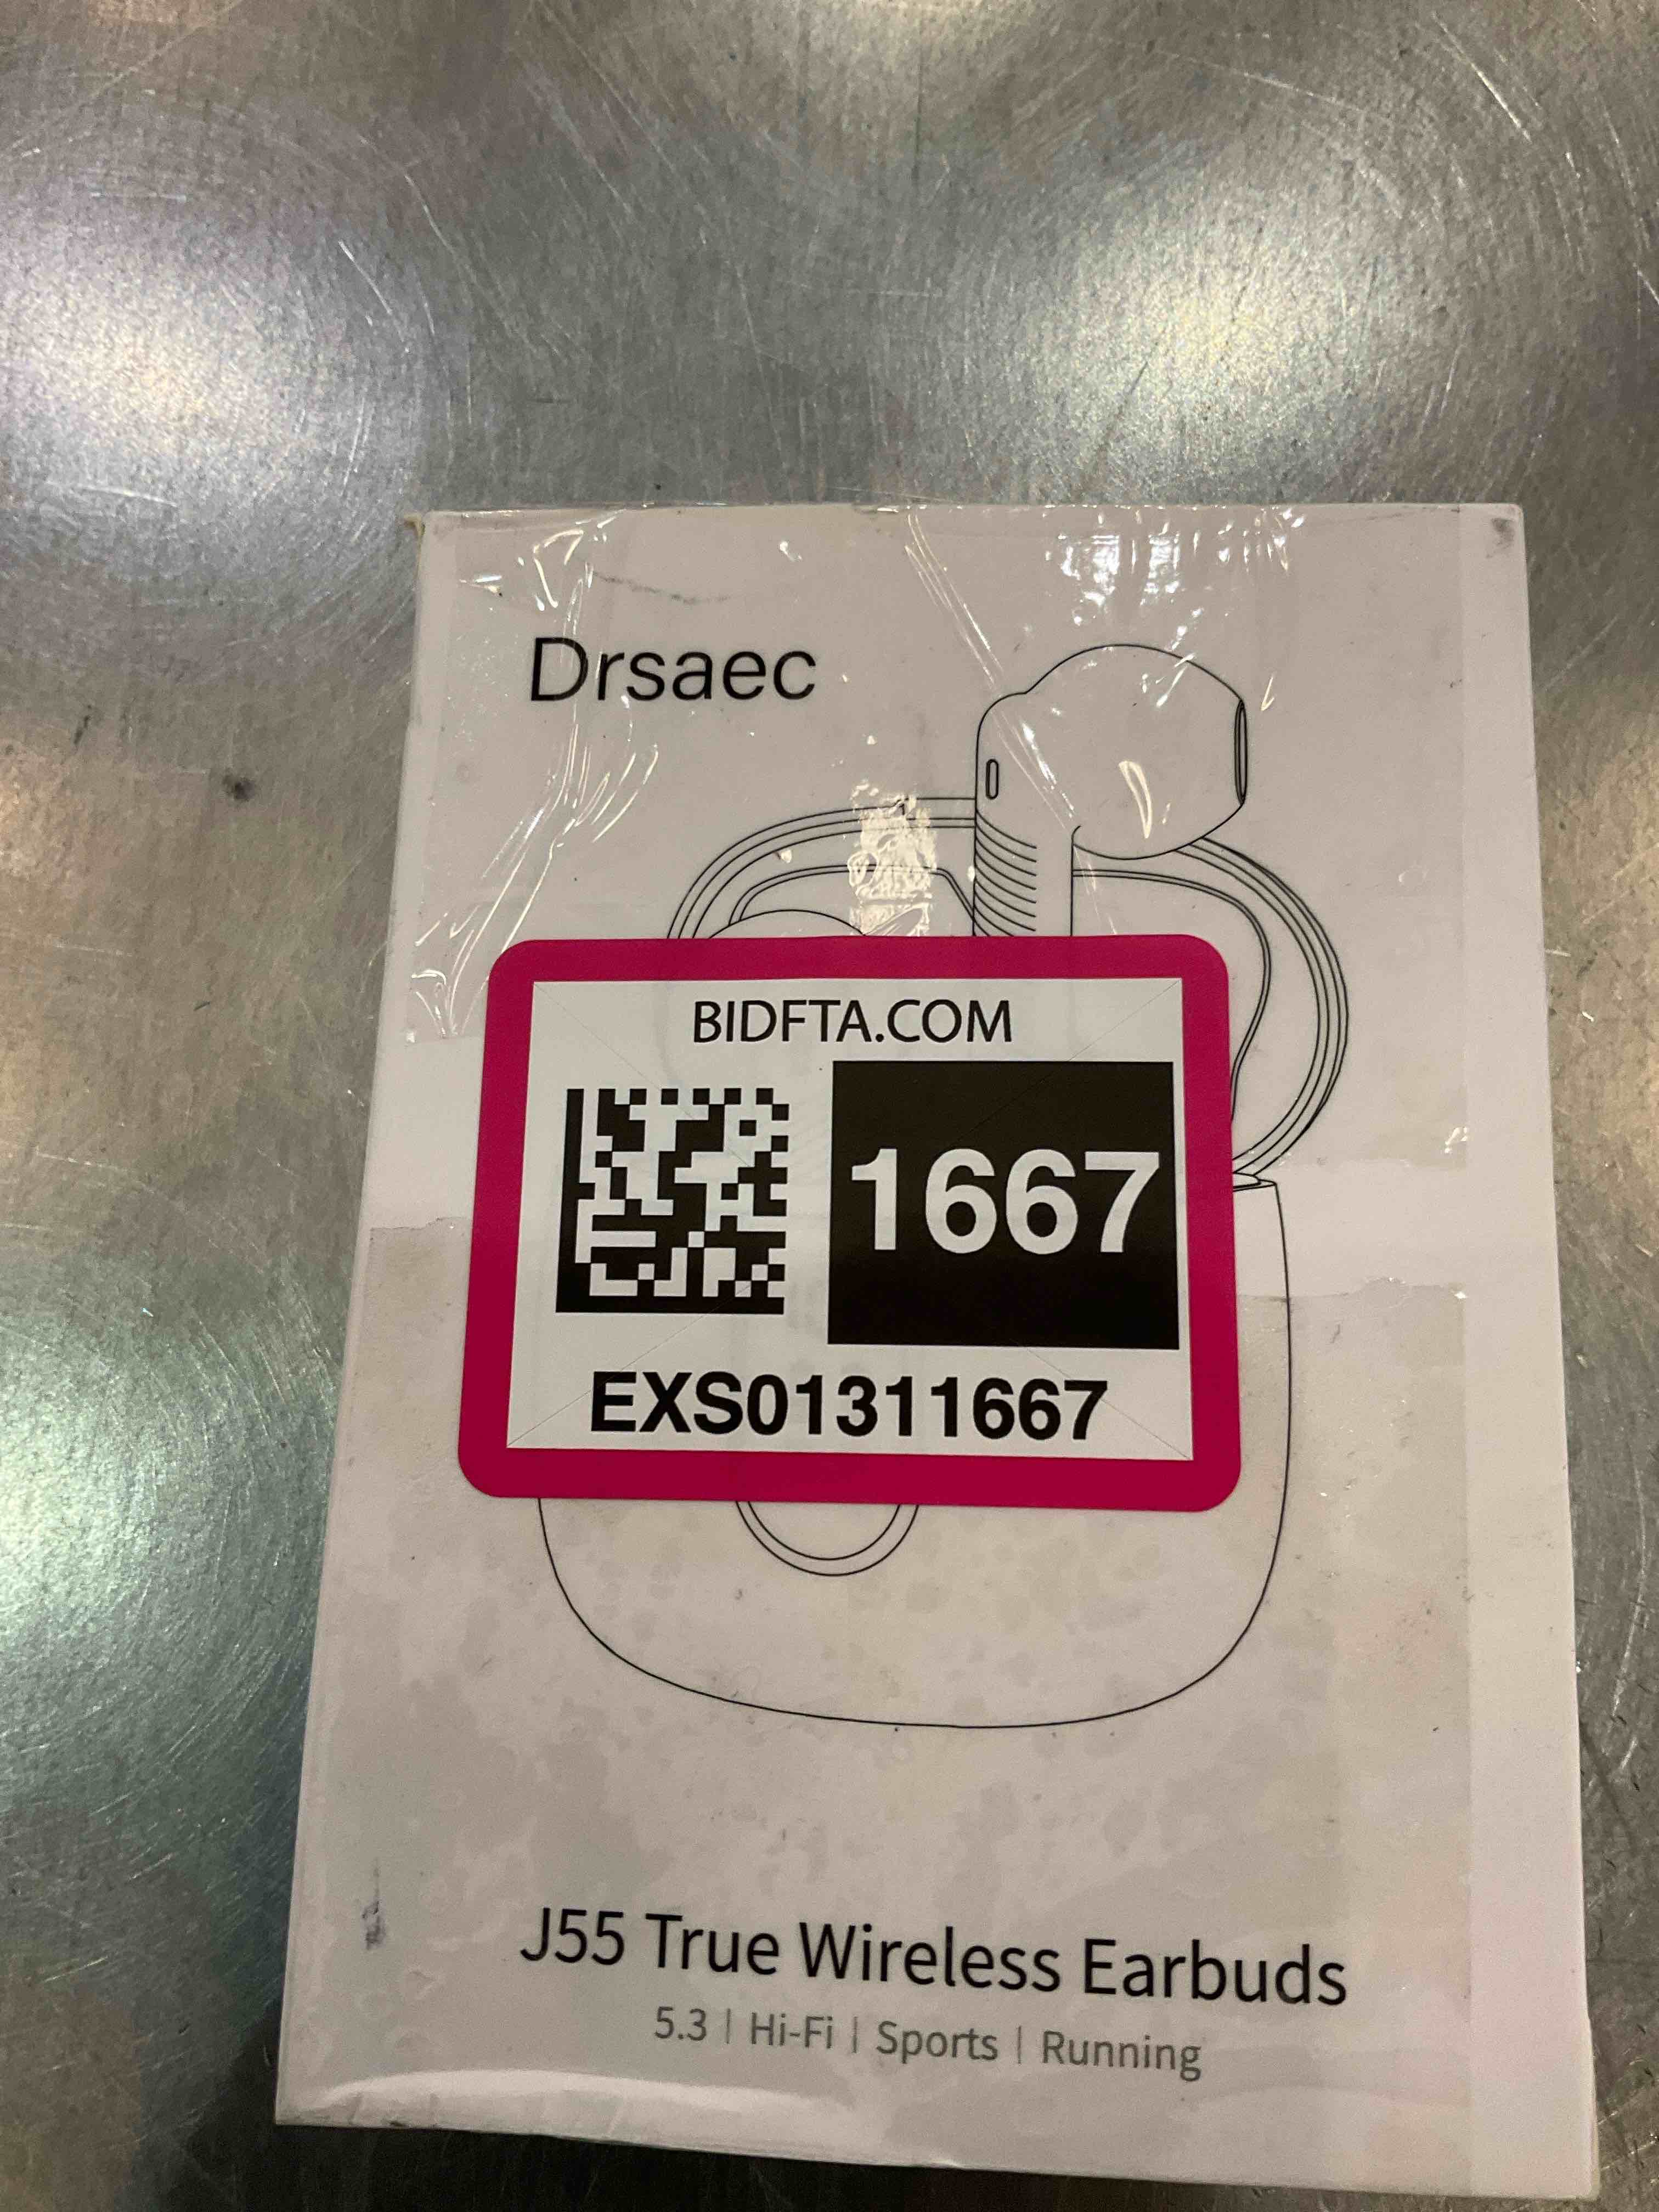 Drsaec
BIDFTA.COM
1667
EXS01311667
J55 True Wireless Earbuds
5.3 | Hi-Fi | Sports | Running